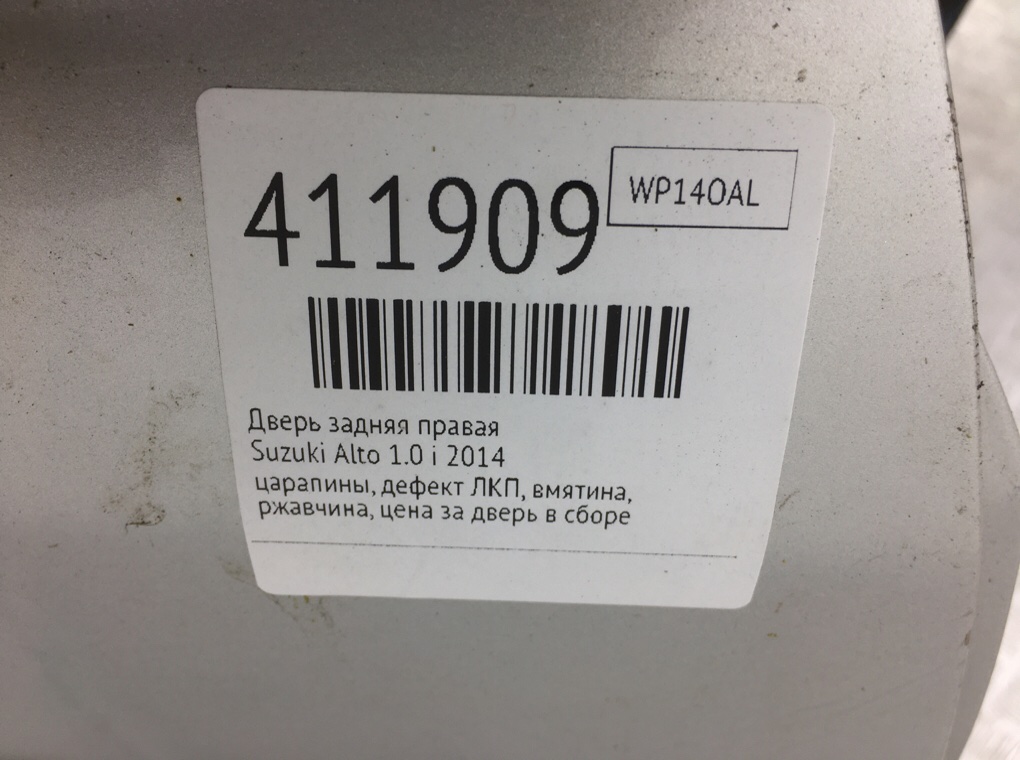 411909
WP140AL
Дверь задняя правая
Suzuki Alto 1.0 i 2014
царапины, дефект ЛКП, вмятина,
ржавчина, цена за дверь в сборе